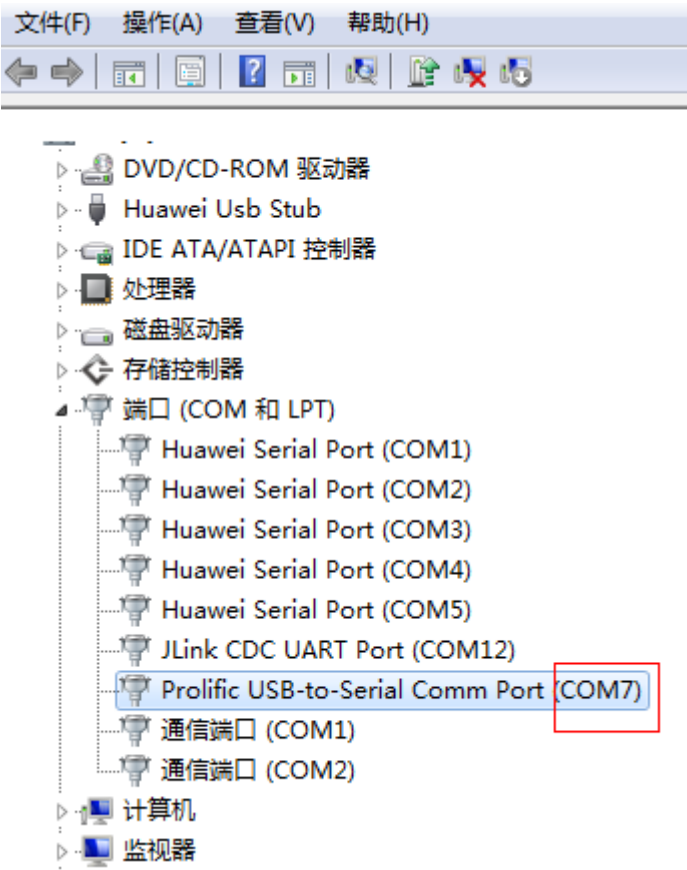 文件(F) 操作(A) 查看(V) 帮助(H)
DVD/CD-ROM 驱动器
Huawei Usb Stub
IDE ATA/ATAPI 控制器
处理器
磁盘驱动器
存储控制器
端口 (COM 和 LPT)
Huawei Serial Port (COM1)
Huawei Serial Port (COM2)
Huawei Serial Port (COM3)
Huawei Serial Port (COM4)
Huawei Serial Port (COM5)
JLink CDC UART Port (COM12)
Prolific USB-to-Serial Comm Port (COM7)
通信端口 (COM1)
通信端口 (COM2)
计算机
监视器